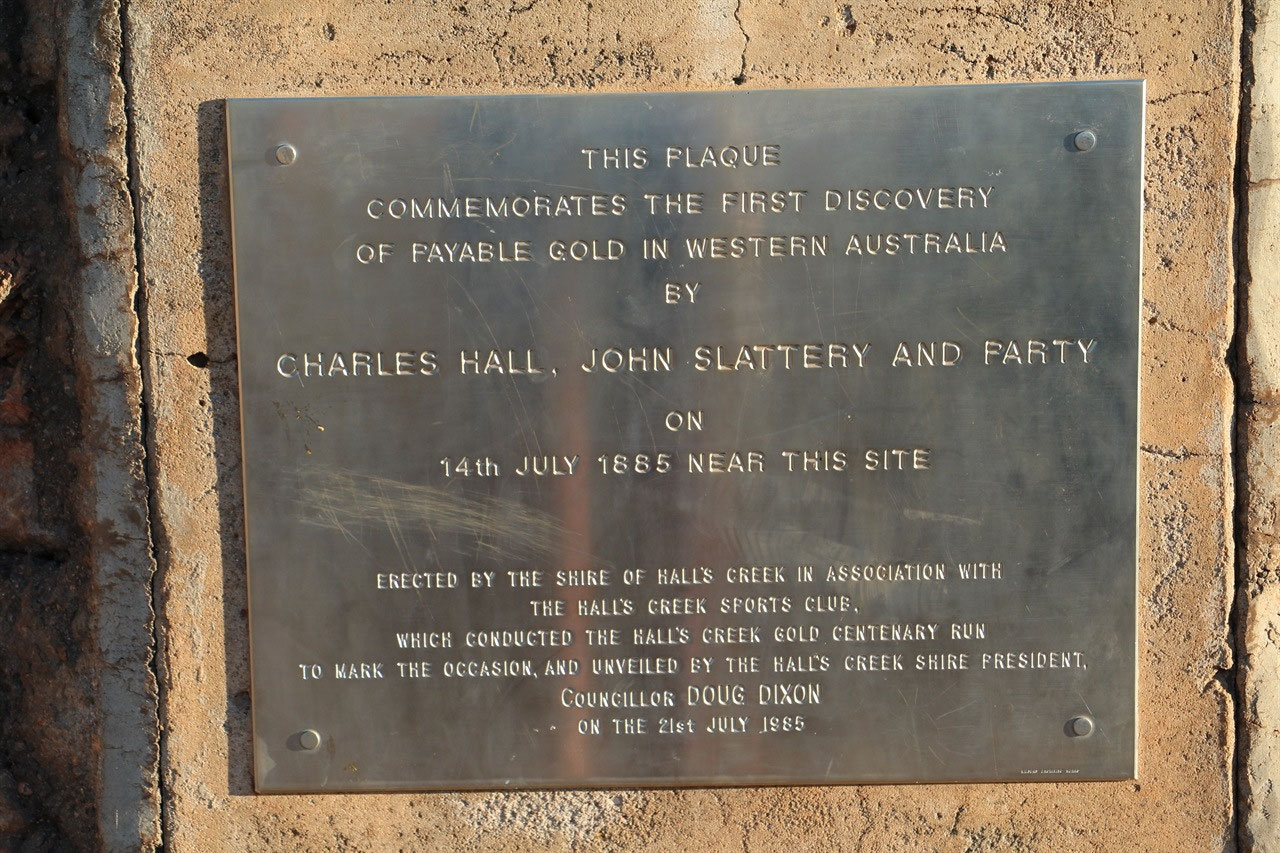 THIS PLAQUE
COMMEMORATES THE FIRST DISCOVERY
OF PAYABLE GOLD IN WESTERN AUSTRALIA
BY
CHARLES HALL, JOHN SLATTERY AND PARTY
ON
14th JULY 1885 NEAR THIS SITE
ERECTED BY THE SHIRE OF HALL'S CREEK IN ASSOCIATION WITH
THE HALL'S CREEK SPORTS CLUB,
WHICH CONDUCTED THE HALL'S CREEK GOLD CENTENARY RUN
TO MARK THE OCCASION, AND UNVEILED BY THE HALL'S CREEK SHIRE PRESIDENT,
COUNCILLOR DOUG DIXON
ON THE 21st JULY 1985